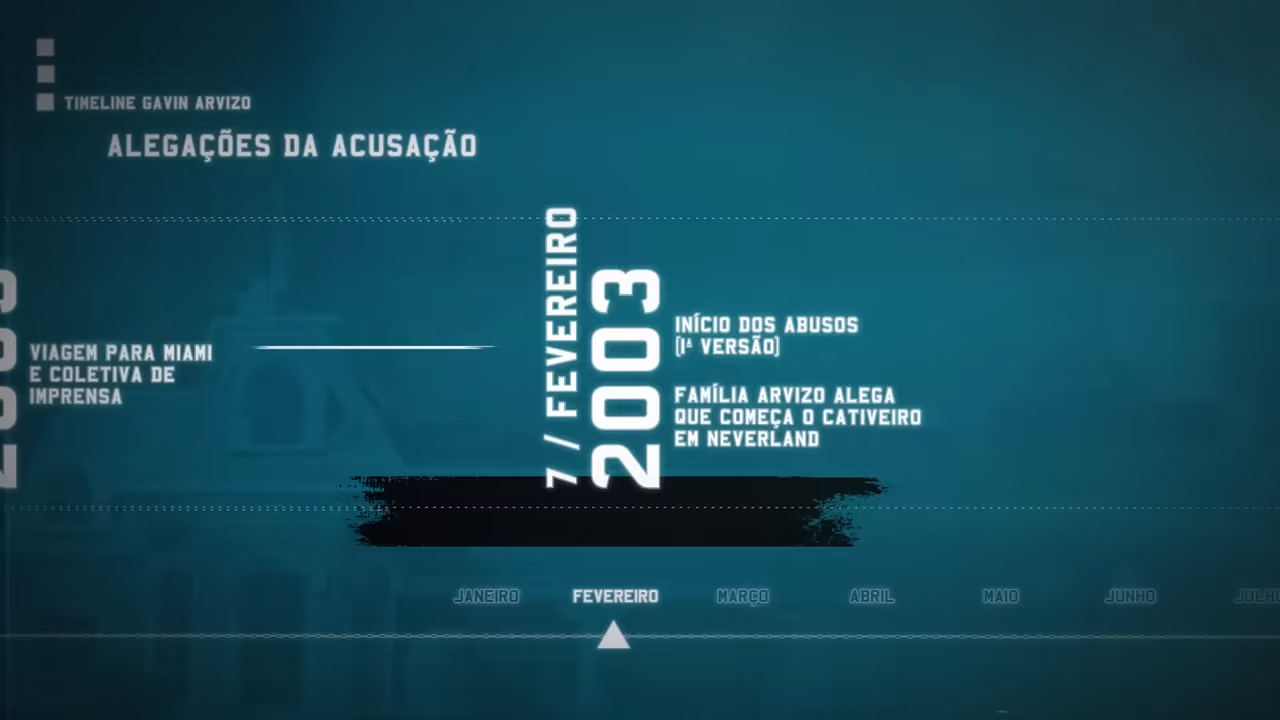 TIMELINE GAVIN ARVIZO
ALEGAÇÕES DA ACUSAÇÃO
VIAGEM PARA MIAMI
E COLETIVA DE
IMPRENSA
7 / FEVEREIRO
2003
INÍCIO DOS ABUSOS
(1ª VERSÃO)
FAMÍLIA ARVIZO ALEGA
QUE COMEÇA O CATIVEIRO
EM NEVERLAND
JANEIRO FEVEREIRO MARÇO ABRIL MAIO JUNHO